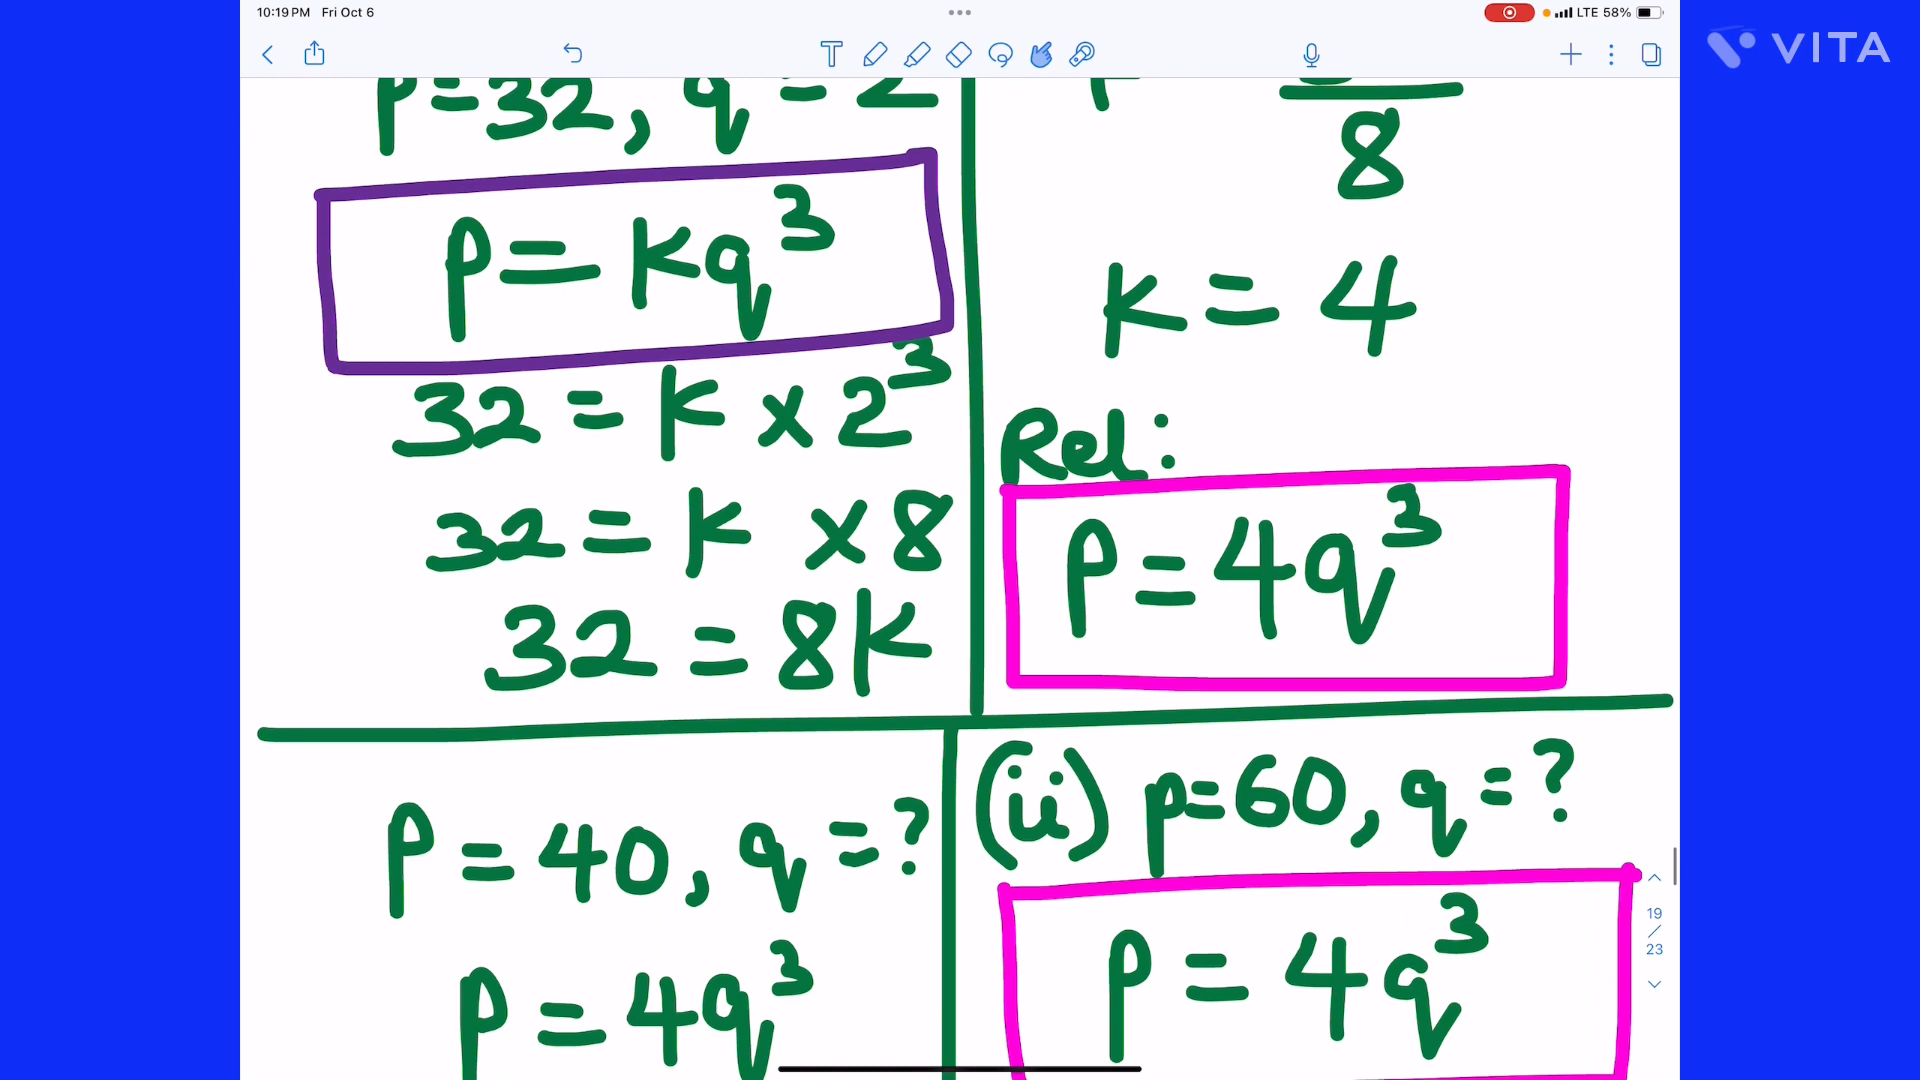 10:19 PM Fri Oct 6
LTE 58%
VITA
T
P=32, q=2
P=Kq³
32=K×2³
32=K×8
32=8K
8
K=4
Rel:
P=4q³
P=40, q=?
P=4q³
(ii) p=60, q=?
P=4q³
19
/
23